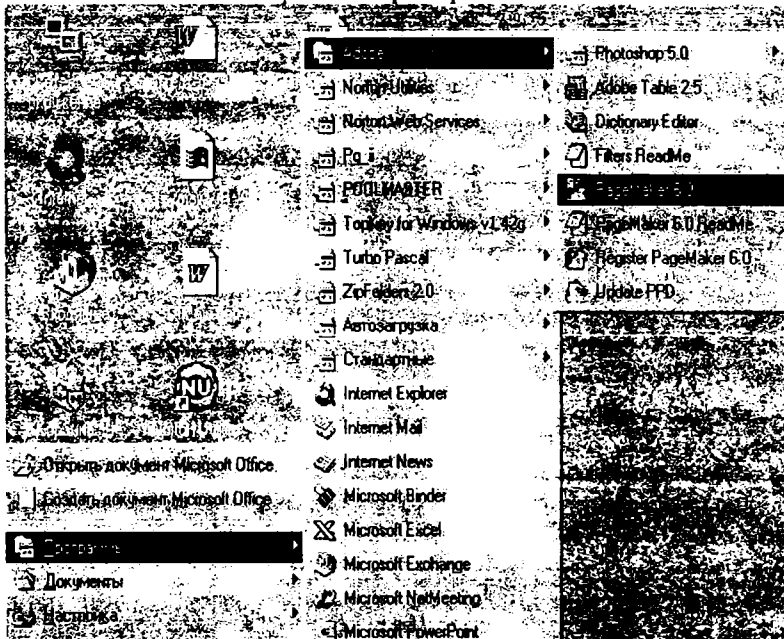 Adobe
Norton Utilities
Norton Web Services
POOLMASTER
TopKey for Windows v1.42g
Turbo Pascal
ZipFolders 2.0
Автозагрузка
Стандартные
Internet Explorer
Internet Mail
Internet News
Microsoft Binder
Microsoft Excel
Microsoft Exchange
Microsoft NetMeeting
Microsoft PowerPoint
Photoshop 5.0
Adobe Table 2.5
Dictionary Editor
Filters ReadMe
PageMaker 6.0
PageMaker 6.0 ReadMe
Register PageMaker 6.0
Update PPD
Открыть документ Microsoft Office
Создать документ Microsoft Office
Программы
Документы
Настройка